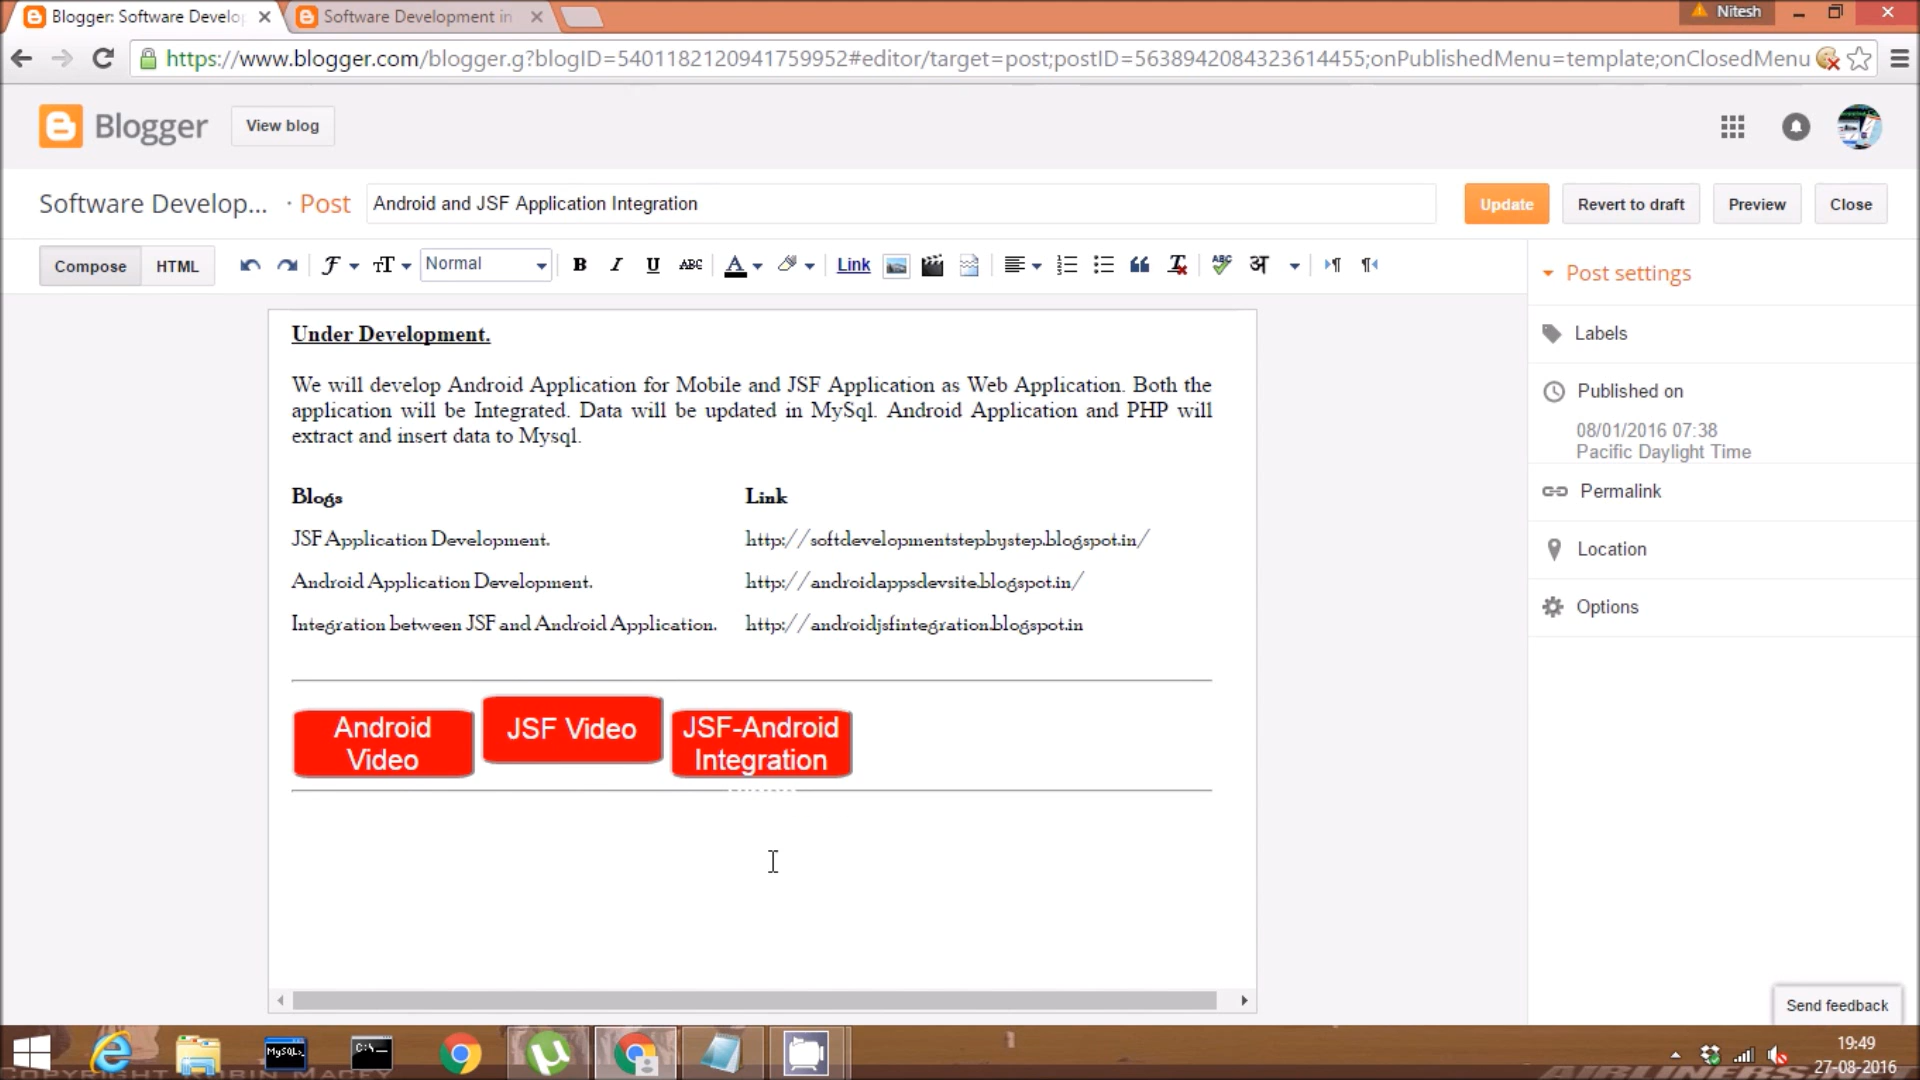 Blogger: Software Develo
Software Development in
Nitesh
https://www.blogger.com/blogger.g?blogID=5401182120941759952#editor/target=post;postID=5638942084323614455;onPublishedMenu=template;onClosedMenu
Blogger
View blog
Software Develop... · Post
Android and JSF Application Integration
Update
Revert to draft
Preview
Close
Compose
HTML
Normal
Link
Post settings
Labels
Published on
08/01/2016 07:38
Pacific Daylight Time
Permalink
Location
Options
Under Development.
We will develop Android Application for Mobile and JSF Application as Web Application. Both the
application will be Integrated. Data will be updated in MySql. Android Application and PHP will
extract and insert data to Mysql.
Blogs Link
JSF Application Development. http://softdevelopmentstepbystep.blogspot.in/
Android Application Development. http://androidappsdevsite.blogspot.in/
Integration between JSF and Android Application. http://androidjsfintegration.blogspot.in
Android
Video
JSF Video
JSF-Android
Integration
Send feedback
19:49
27-08-2016